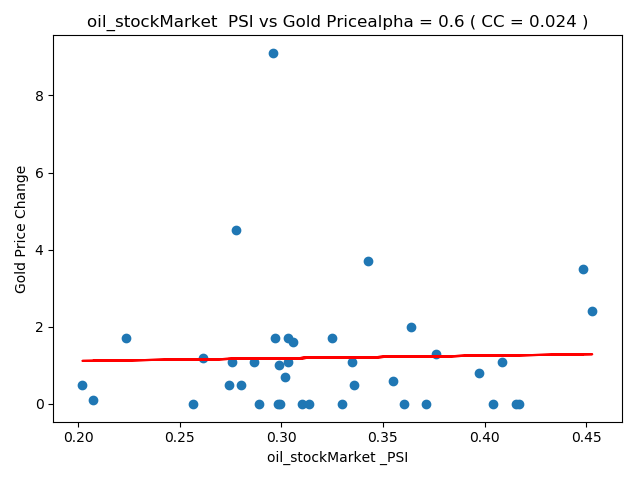 oil_stockMarket  PSI vs Gold Pricealpha = 0.6 ( CC = 0.024 )
Gold Price Change
8
6
4
2
0
0.20 0.25 0.30 0.35 0.40 0.45
oil_stockMarket _PSI